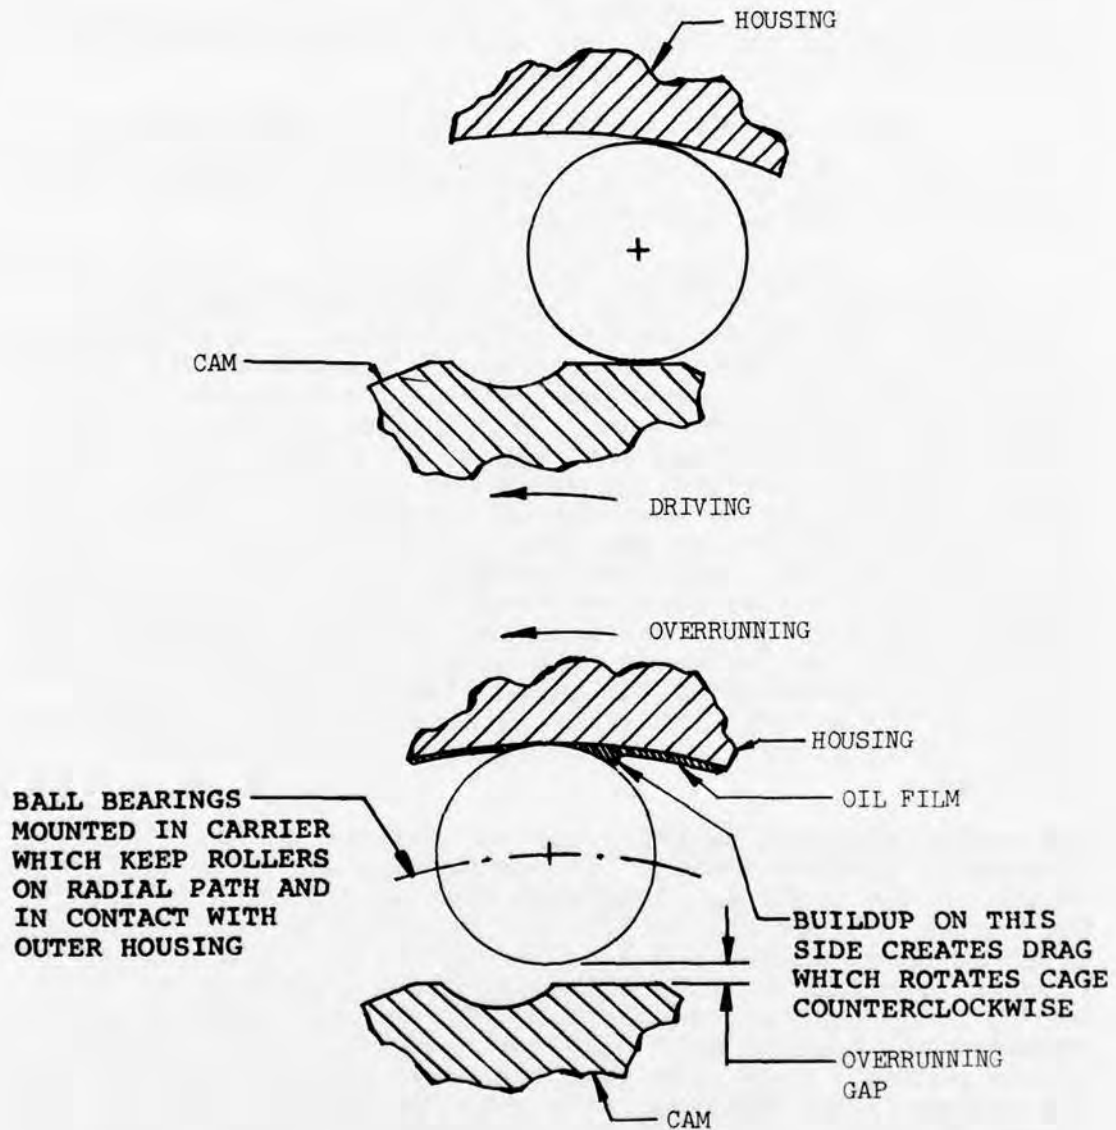 HOUSING
CAM
DRIVING
OVERRUNNING
HOUSING
OIL FILM
BALL BEARINGS
MOUNTED IN CARRIER
WHICH KEEP ROLLERS
ON RADIAL PATH AND
IN CONTACT WITH
OUTER HOUSING
BUILDUP ON THIS
SIDE CREATES DRAG
WHICH ROTATES CAGE
COUNTERCLOCKWISE
OVERRUNNING
GAP
CAM